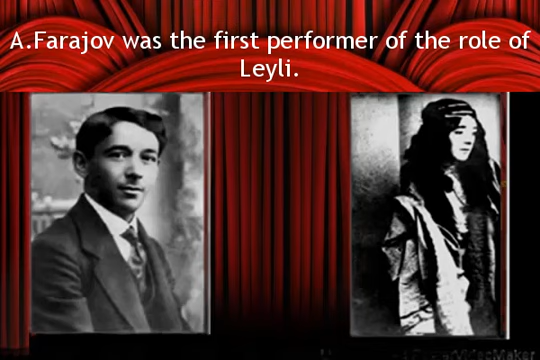 A.Farajov was the first performer of the role of
Leyli.